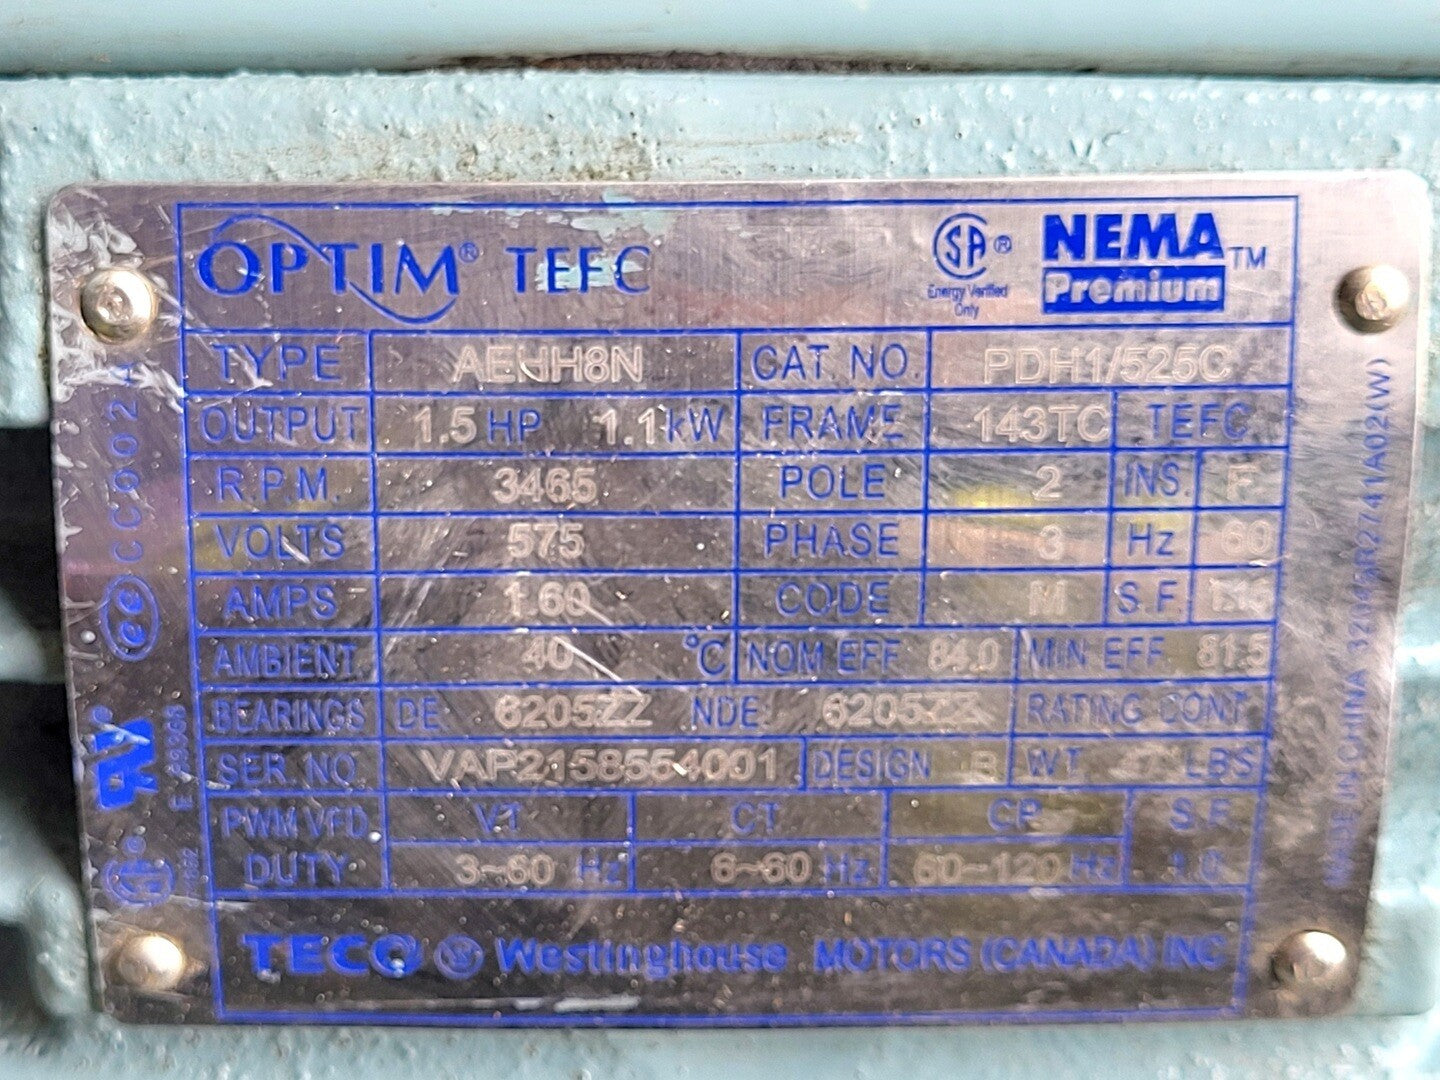 OPTIM® TEFC
SA ® Energy Verified Only
NEMA Premium™
TYPE AEHH8N CAT. NO. PDH1/525C
OUTPUT 1.5 HP 1.1 kW FRAME 143TC TEFC
R.P.M. 3465 POLE 2 INS. F
VOLTS 575 PHASE 3 Hz 60
AMPS 1.60 CODE M S.F.
AMBIENT 40 °C NOM EFF 84.0 MIN EFF 81.5
BEARINGS DE 6205ZZ NDE 6205ZZ RATING CONT
SER. NO. VAP2158554001 DESIGN B WT LBS
PWM VFD VT CT CP S.F.
DUTY 3~60 Hz 6~60 Hz 60~120 Hz 1.0
TECO Westinghouse MOTORS (CANADA) INC
CC002A
MADE IN CHINA